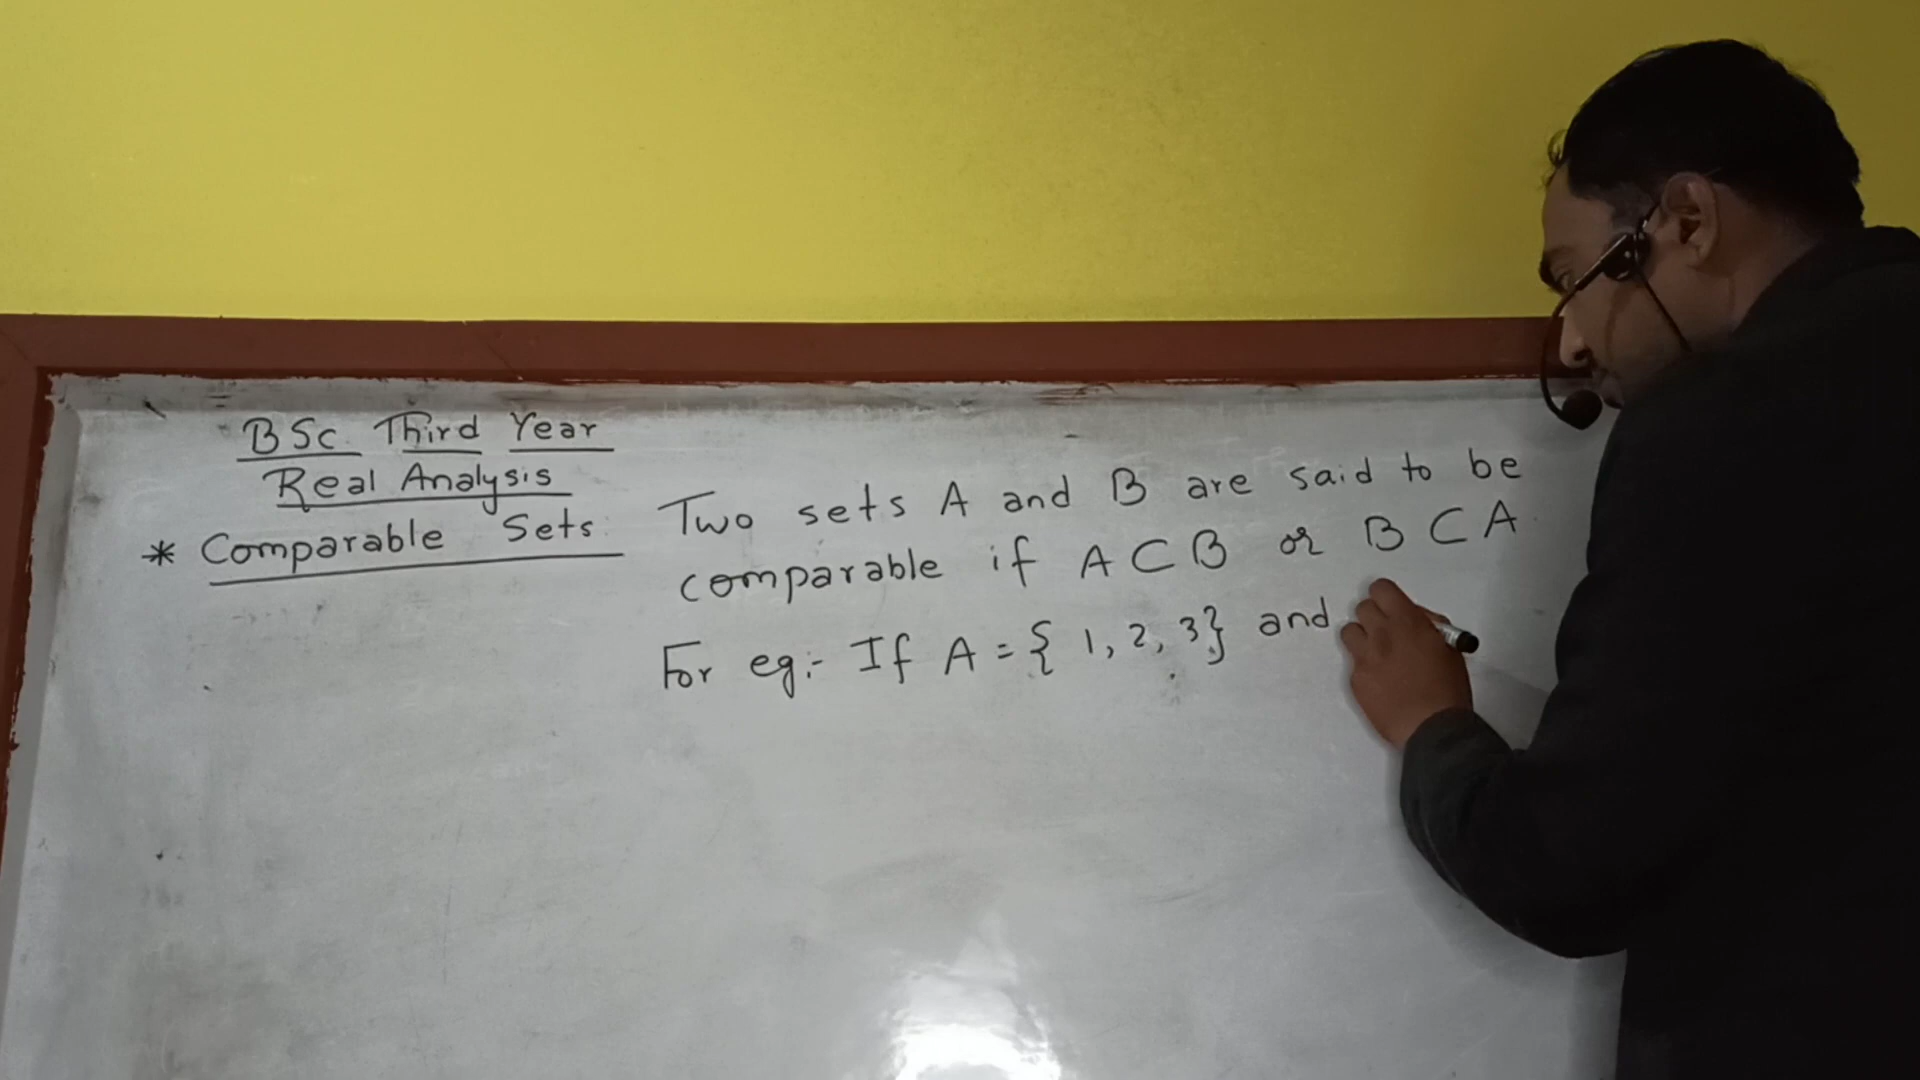 BSc Third Year
Real Analysis
* Comparable Sets:
Two sets A and B are said to be
comparable if A ⊂ B or B ⊂ A
For eg:- If A = { 1, 2, 3} and